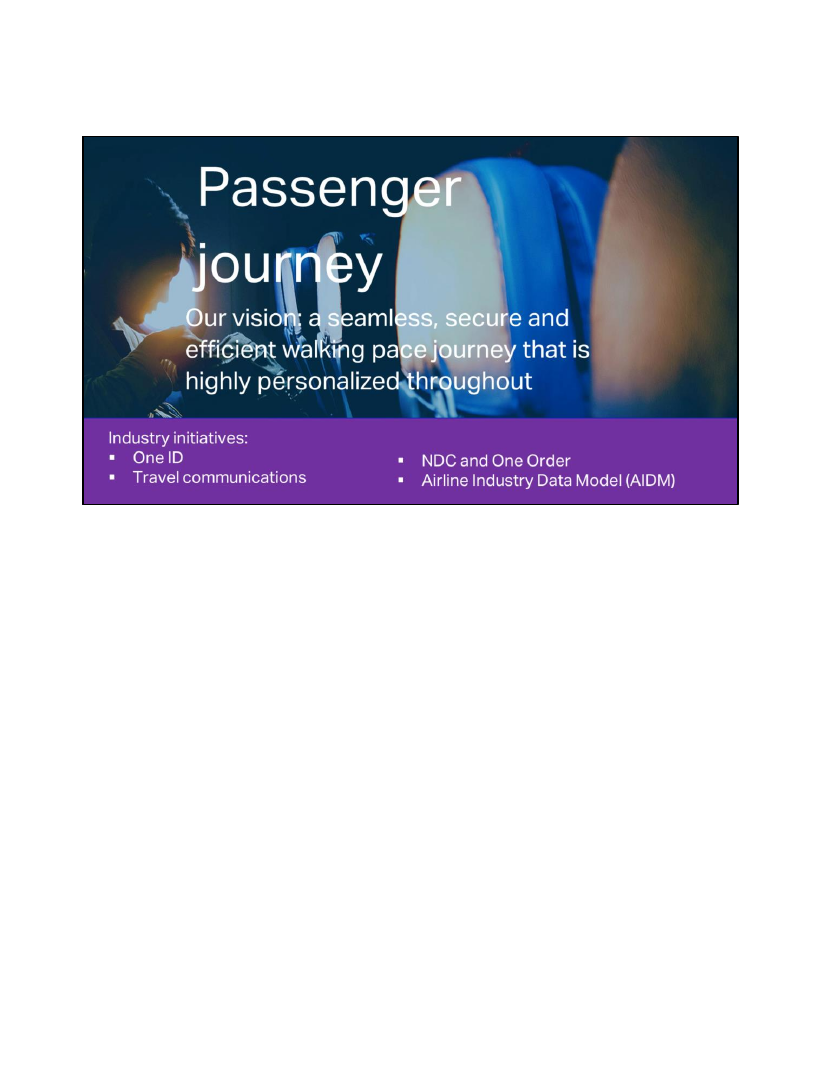 Passenger
journey
Our vision: a seamless, secure and
efficient walking pace journey that is
highly personalized throughout
Industry initiatives:
▪ One ID
▪ Travel communications
▪ NDC and One Order
▪ Airline Industry Data Model (AIDM)